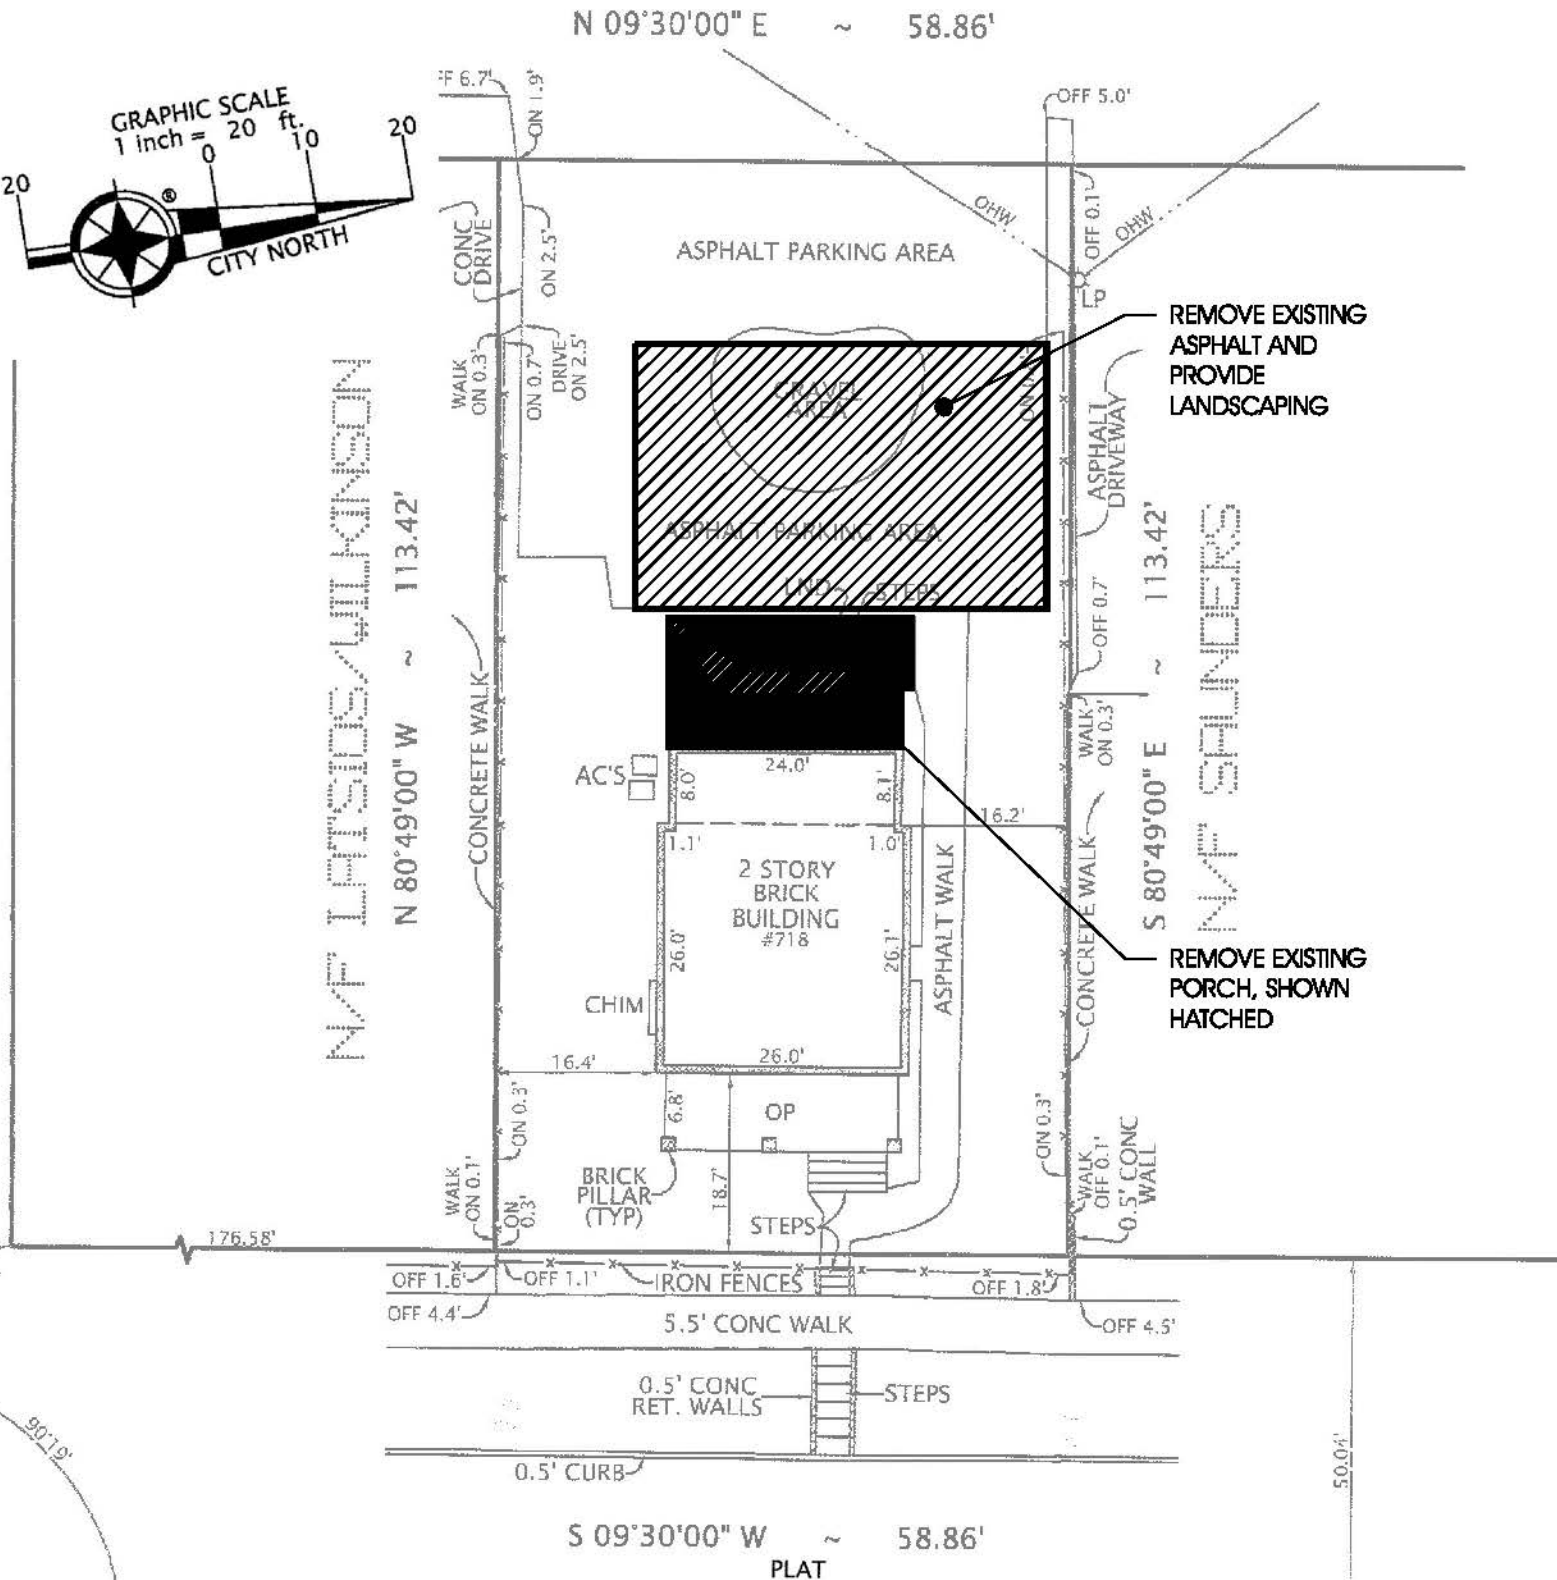 N 09°30'00" E ~ 58.86'
FF 6.7'
ON 1.9'
OFF 5.0'
GRAPHIC SCALE
1 inch = 20 ft.
20
0
10
20
®
CITY NORTH
CONC
DRIVE
ON 2.5'
ASPHALT PARKING AREA
OHW
OFF 0.1'
OHW
LP
REMOVE EXISTING
ASPHALT AND
PROVIDE
LANDSCAPING
WALK
ON 0.3'
ON 0.7'
DRIVE
ON 2.5'
GRAVEL
AREA
ASPHALT
DRIVEWAY
ASPHALT PARKING AREA
LND
STEPS
N/F
N 80°49'00" W ~ 113.42'
S 80°49'00" E ~ 113.42'
N/F
OFF 0.7'
CONCRETE WALK
WALK
ON 0.3'
AC'S
24.0'
8.0'
8.1'
16.2'
1.1'
1.0'
2 STORY
BRICK
BUILDING
#718
26.0'
26.1'
ASPHALT WALK
CONCRETE WALK
REMOVE EXISTING
PORCH, SHOWN
HATCHED
CHIM
16.4'
26.0'
6.8'
OP
ON 0.3'
ON 0.3'
WALK
ON 0.1'
ON
0.3'
BRICK
PILLAR
(TYP)
18.7'
STEPS
WALK
OFF 0.1'
0.5' CONC
WALL
176.58'
OFF 1.6'
OFF 1.1'
IRON FENCES
OFF 1.8'
OFF 4.4'
5.5' CONC WALK
OFF 4.5'
0.5' CONC
RET. WALLS
STEPS
90°19'
50.04'
0.5' CURB
S 09°30'00" W ~ 58.86'
PLAT